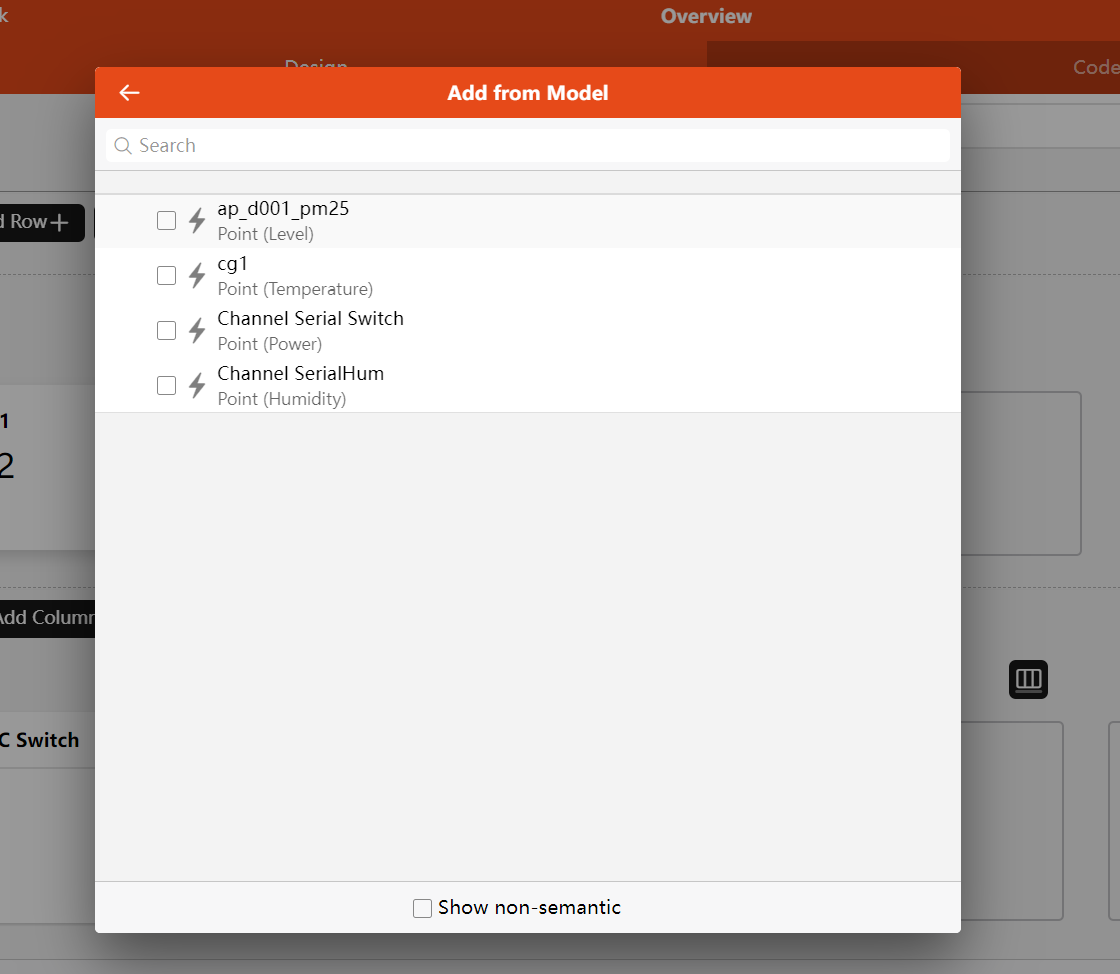 k
Overview
Design
Code
Add from Model
Search
d Row
ap_d001_pm25
Point (Level)
cg1
Point (Temperature)
Channel Serial Switch
Point (Power)
Channel SerialHum
Point (Humidity)
1
2
Add Column
C Switch
Show non-semantic